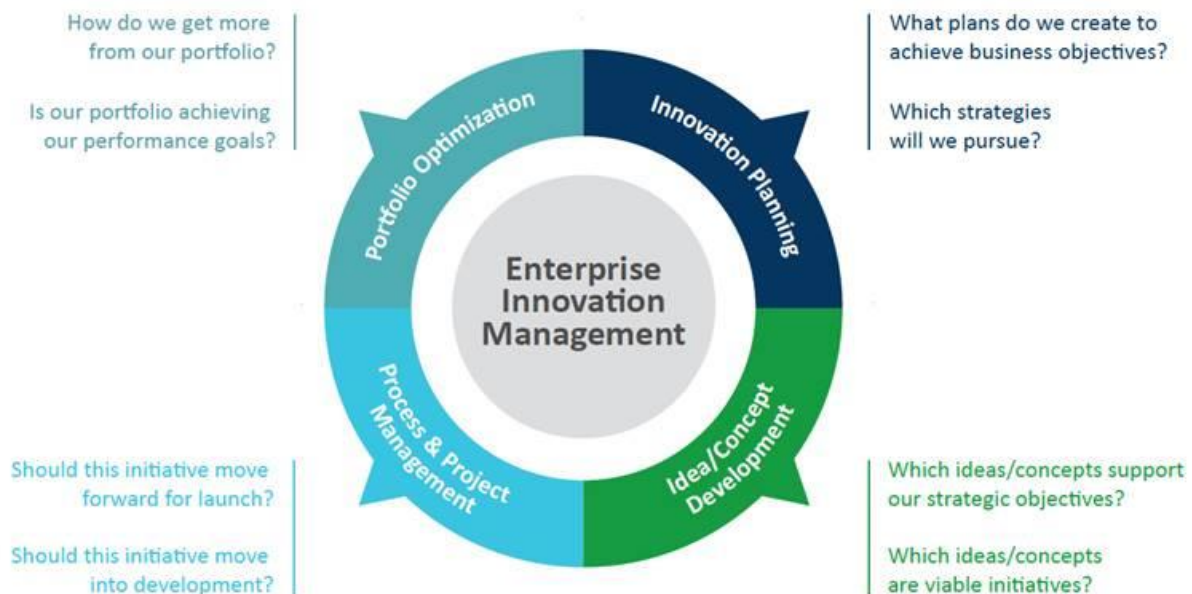 How do we get more
from our portfolio?
Is our portfolio achieving
our performance goals?
What plans do we create to
achieve business objectives?
Which strategies
will we pursue?
Portfolio Optimization
Innovation Planning
Enterprise
Innovation
Management
Process & Project
Management
Idea/Concept
Development
Should this initiative move
forward for launch?
Should this initiative move
into development?
Which ideas/concepts support
our strategic objectives?
Which ideas/concepts
are viable initiatives?